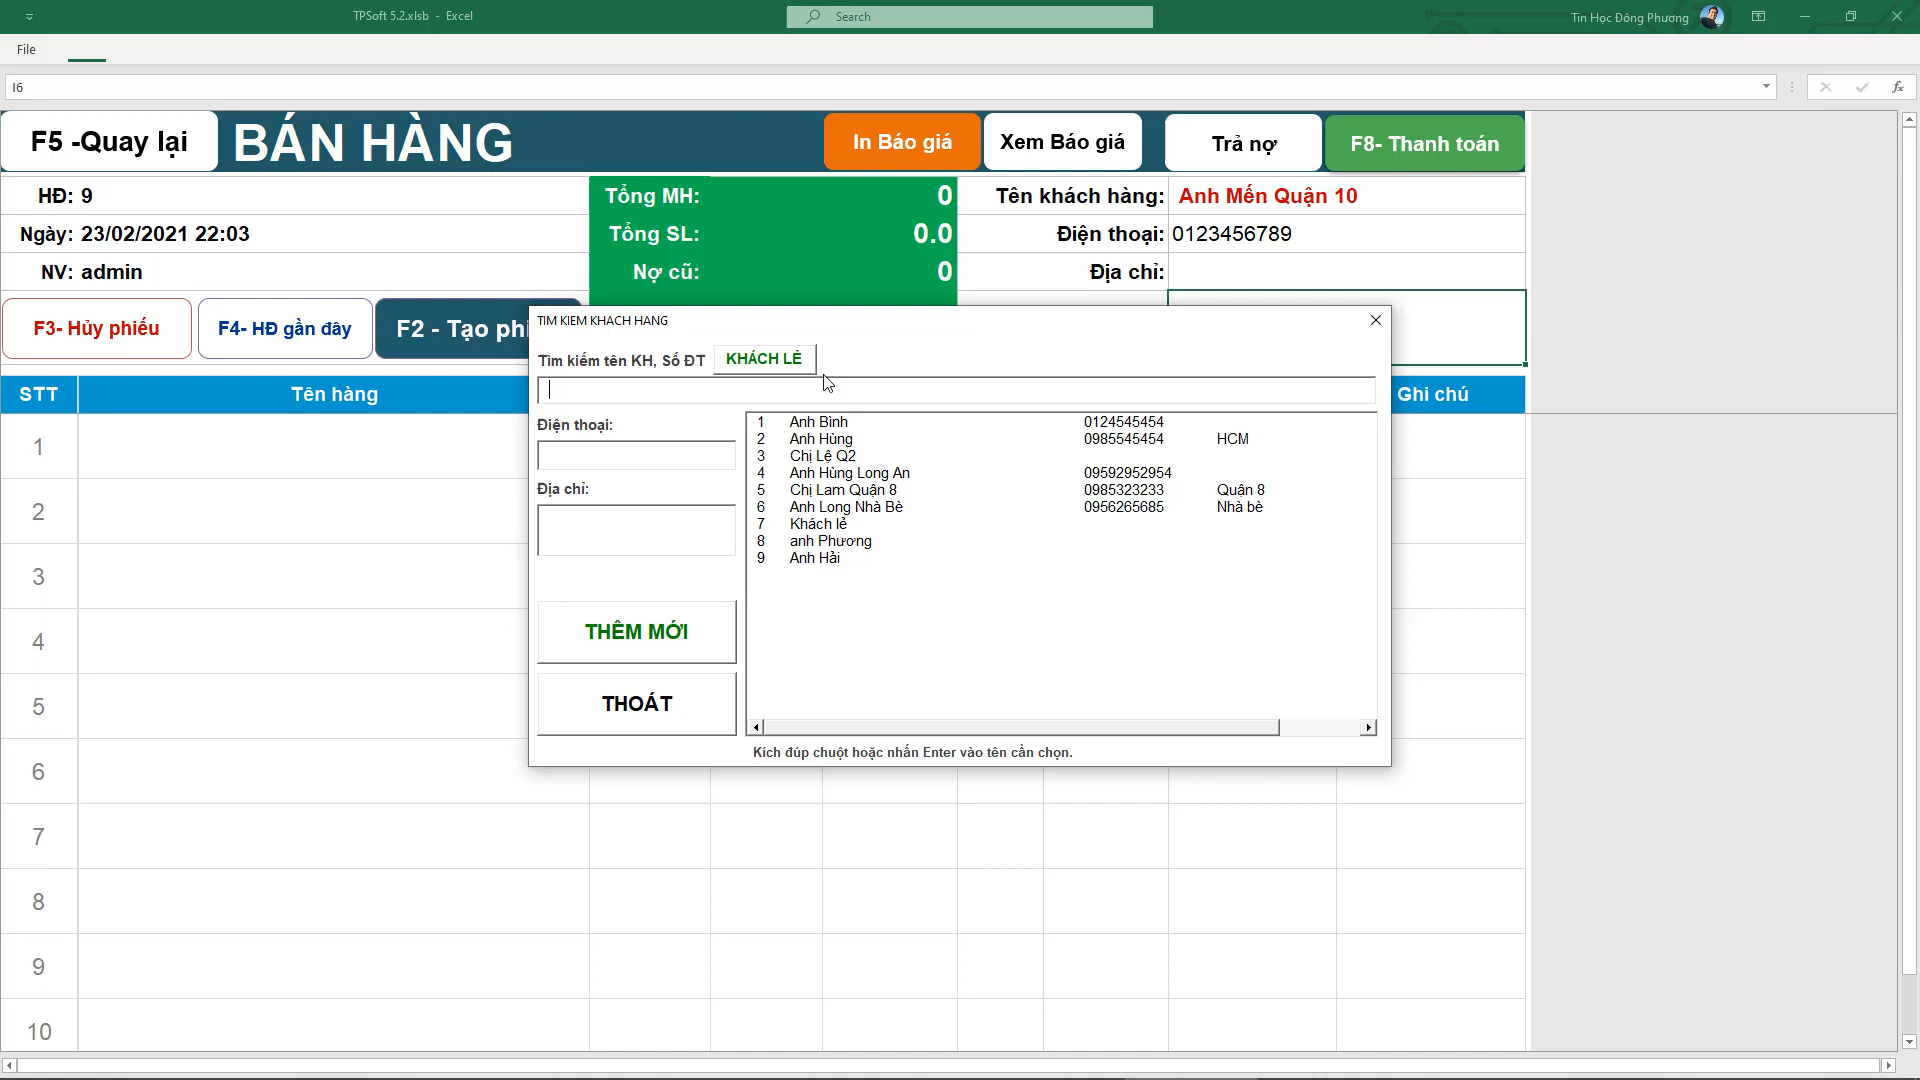 TPSoft 5.2.xlsb - Excel
Search
Tin Học Đông Phương
File
I6
fx
F5 -Quay lại
BÁN HÀNG
In Báo giá
Xem Báo giá
Trả nợ
F8- Thanh toán
HĐ: 9
Tổng MH: 0
Tên khách hàng: Anh Mến Quận 10
Ngày: 23/02/2021 22:03
Tổng SL: 0.0
Điện thoại: 0123456789
NV: admin
Nợ cũ: 0
Địa chỉ:
F3- Hủy phiếu
F4- HĐ gần đây
F2 - Tạo phi
TIM KIEM KHACH HANG
Tìm kiếm tên KH, Số ĐT
KHÁCH LẺ
STT
Tên hàng
Ghi chú
Điện thoại:
Địa chỉ:
THÊM MỚI
THOÁT
1 Anh Bình 0124545454
2 Anh Hùng 0985545454 HCM
3 Chị Lệ Q2
4 Anh Hùng Long An 09592952954
5 Chị Lam Quận 8 0985323233 Quận 8
6 Anh Long Nhà Bè 0956265685 Nhà bè
7 Khách lẻ
8 anh Phương
9 Anh Hải
Kích đúp chuột hoặc nhấn Enter vào tên cần chọn.
1
2
3
4
5
6
7
8
9
10